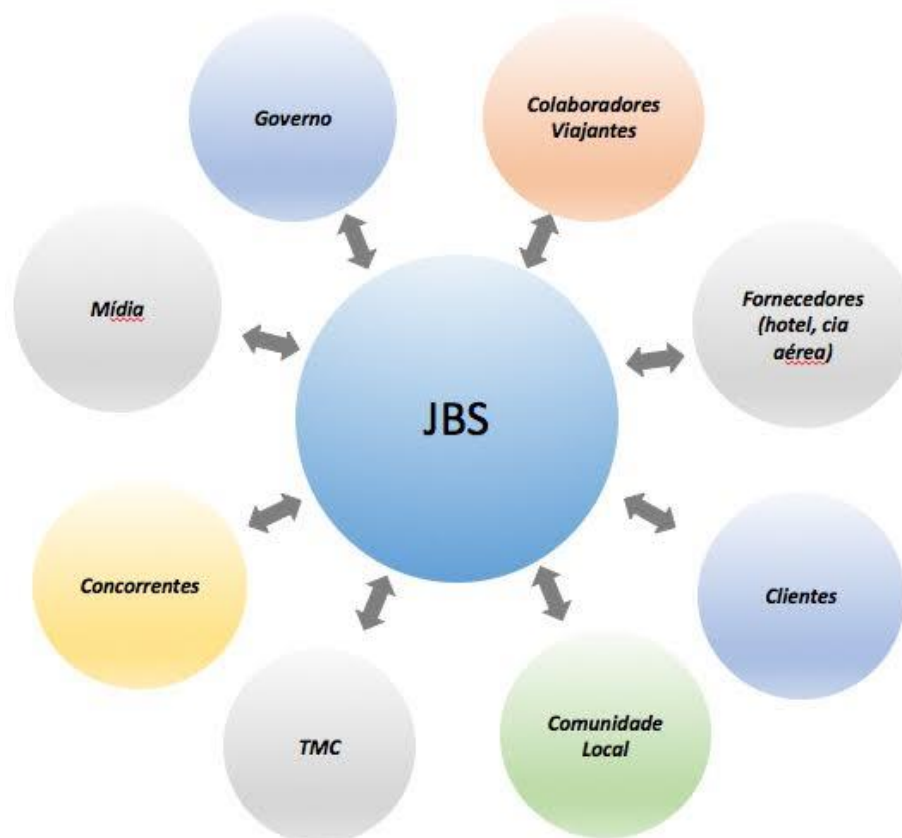 Governo
Colaboradores
Viajantes
Mídia
Fornecedores
(hotel, cia
aérea)
JBS
Concorrentes
Clientes
TMC
Comunidade
Local